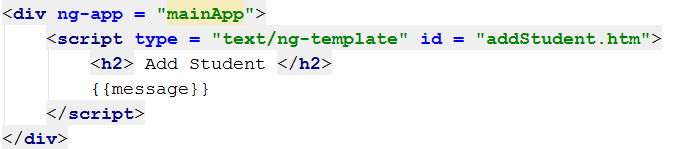 <div ng-app = "mainApp">
<script type = "text/ng-template" id = "addStudent.htm">
<h2> Add Student </h2>
{{message}}
</script>
</div>